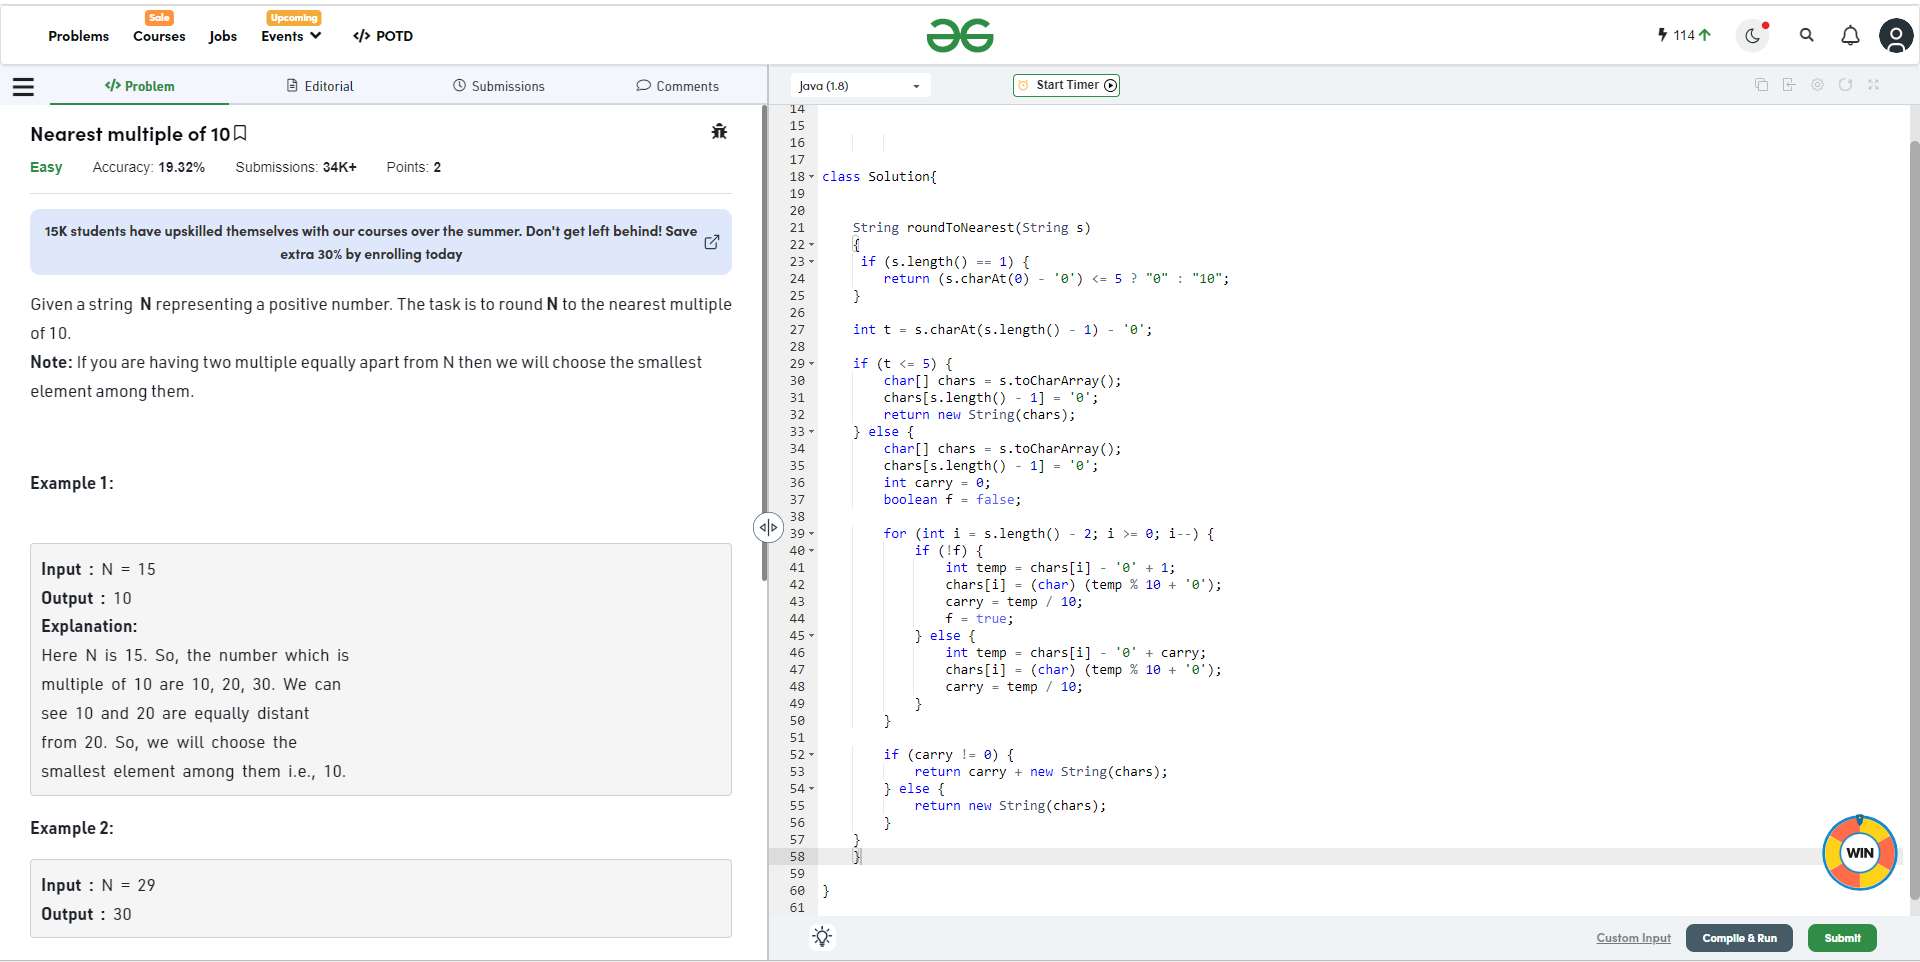 Sale
Upcoming
Problems Courses Jobs Events </> POTD
114
</> Problem Editorial Submissions Comments
Java (1.8)
Start Timer
Nearest multiple of 10
Easy Accuracy: 19.32% Submissions: 34K+ Points: 2
15K students have upskilled themselves with our courses over the summer. Don't get left behind! Save
extra 30% by enrolling today
Given a string N representing a positive number. The task is to round N to the nearest multiple
of 10.
Note: If you are having two multiple equally apart from N then we will choose the smallest
element among them.
Example 1:
Input : N = 15
Output : 10
Explanation:
Here N is 15. So, the number which is
multiple of 10 are 10, 20, 30. We can
see 10 and 20 are equally distant
from 20. So, we will choose the
smallest element among them i.e., 10.
Example 2:
Input : N = 29
Output : 30
14
15
16
17
18 class Solution{
19
20
21     String roundToNearest(String s)
22     {
23      if (s.length() == 1) {
24         return (s.charAt(0) - '0') <= 5 ? "0" : "10";
25     }
26
27     int t = s.charAt(s.length() - 1) - '0';
28
29     if (t <= 5) {
30         char[] chars = s.toCharArray();
31         chars[s.length() - 1] = '0';
32         return new String(chars);
33     } else {
34         char[] chars = s.toCharArray();
35         chars[s.length() - 1] = '0';
36         int carry = 0;
37         boolean f = false;
38
39         for (int i = s.length() - 2; i >= 0; i--) {
40             if (!f) {
41                 int temp = chars[i] - '0' + 1;
42                 chars[i] = (char) (temp % 10 + '0');
43                 carry = temp / 10;
44                 f = true;
45             } else {
46                 int temp = chars[i] - '0' + carry;
47                 chars[i] = (char) (temp % 10 + '0');
48                 carry = temp / 10;
49             }
50         }
51
52         if (carry != 0) {
53             return carry + new String(chars);
54         } else {
55             return new String(chars);
56         }
57     }
58     }
59
60 }
61
WIN
Custom Input Compile & Run Submit